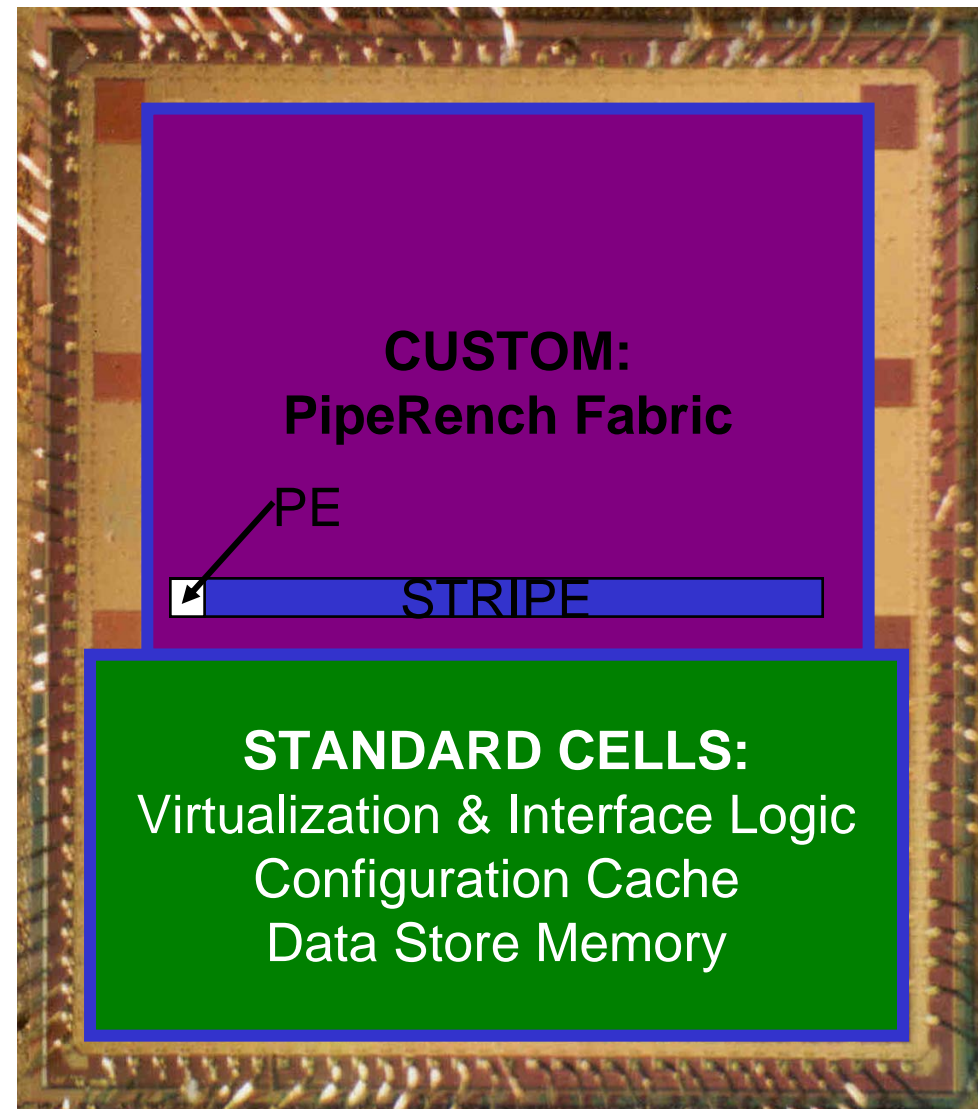 CUSTOM:
PipeRench Fabric
PE
STRIPE
STANDARD CELLS:
Virtualization & Interface Logic
Configuration Cache
Data Store Memory